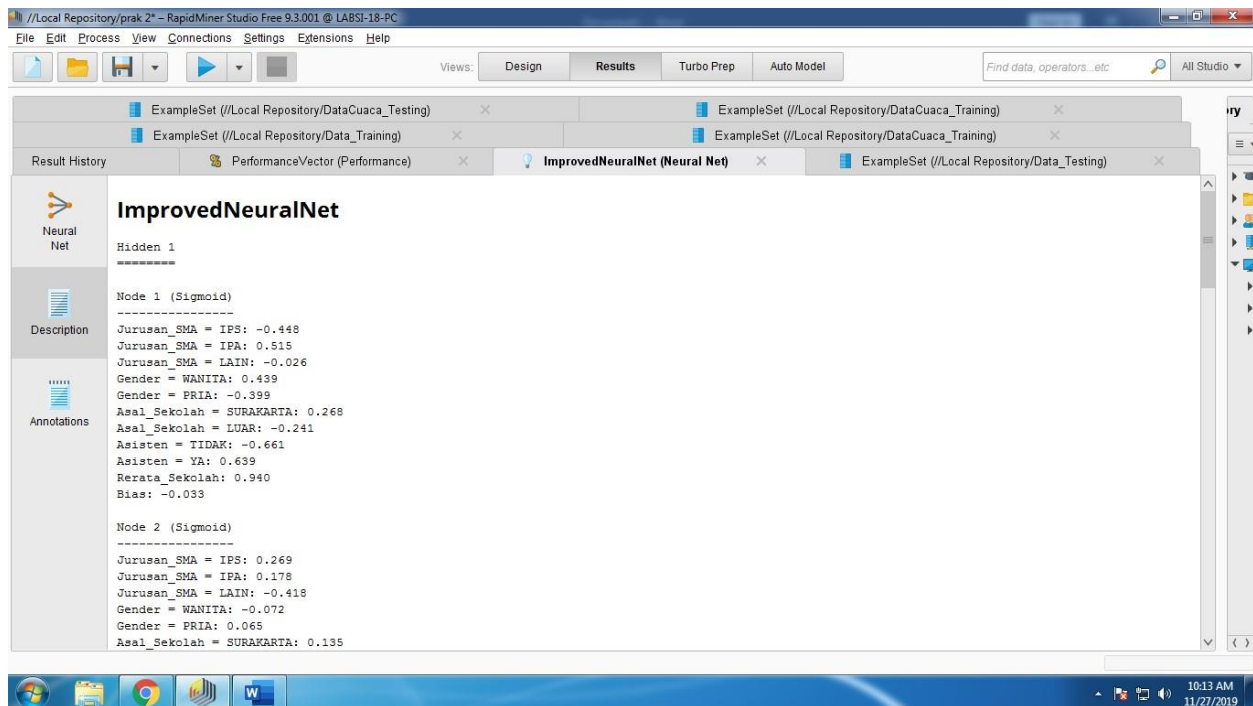 //Local Repository/prak 2* – RapidMiner Studio Free 9.3.001 @ LABSI-18-PC
File Edit Process View Connections Settings Extensions Help
Views: Design Results Turbo Prep Auto Model Find data, operators...etc All Studio
ExampleSet (//Local Repository/DataCuaca_Testing) ExampleSet (//Local Repository/DataCuaca_Training) ry
ExampleSet (//Local Repository/Data_Training) ExampleSet (//Local Repository/DataCuaca_Training)
Result History PerformanceVector (Performance) ImprovedNeuralNet (Neural Net) ExampleSet (//Local Repository/Data_Testing)
Neural
Net
Description
Annotations
ImprovedNeuralNet
Hidden 1
========
Node 1 (Sigmoid)
----------------
Jurusan_SMA = IPS: -0.448
Jurusan_SMA = IPA: 0.515
Jurusan_SMA = LAIN: -0.026
Gender = WANITA: 0.439
Gender = PRIA: -0.399
Asal_Sekolah = SURAKARTA: 0.268
Asal_Sekolah = LUAR: -0.241
Asisten = TIDAK: -0.661
Asisten = YA: 0.639
Rerata_Sekolah: 0.940
Bias: -0.033
Node 2 (Sigmoid)
----------------
Jurusan_SMA = IPS: 0.269
Jurusan_SMA = IPA: 0.178
Jurusan_SMA = LAIN: -0.418
Gender = WANITA: -0.072
Gender = PRIA: 0.065
Asal_Sekolah = SURAKARTA: 0.135
10:13 AM
11/27/2019